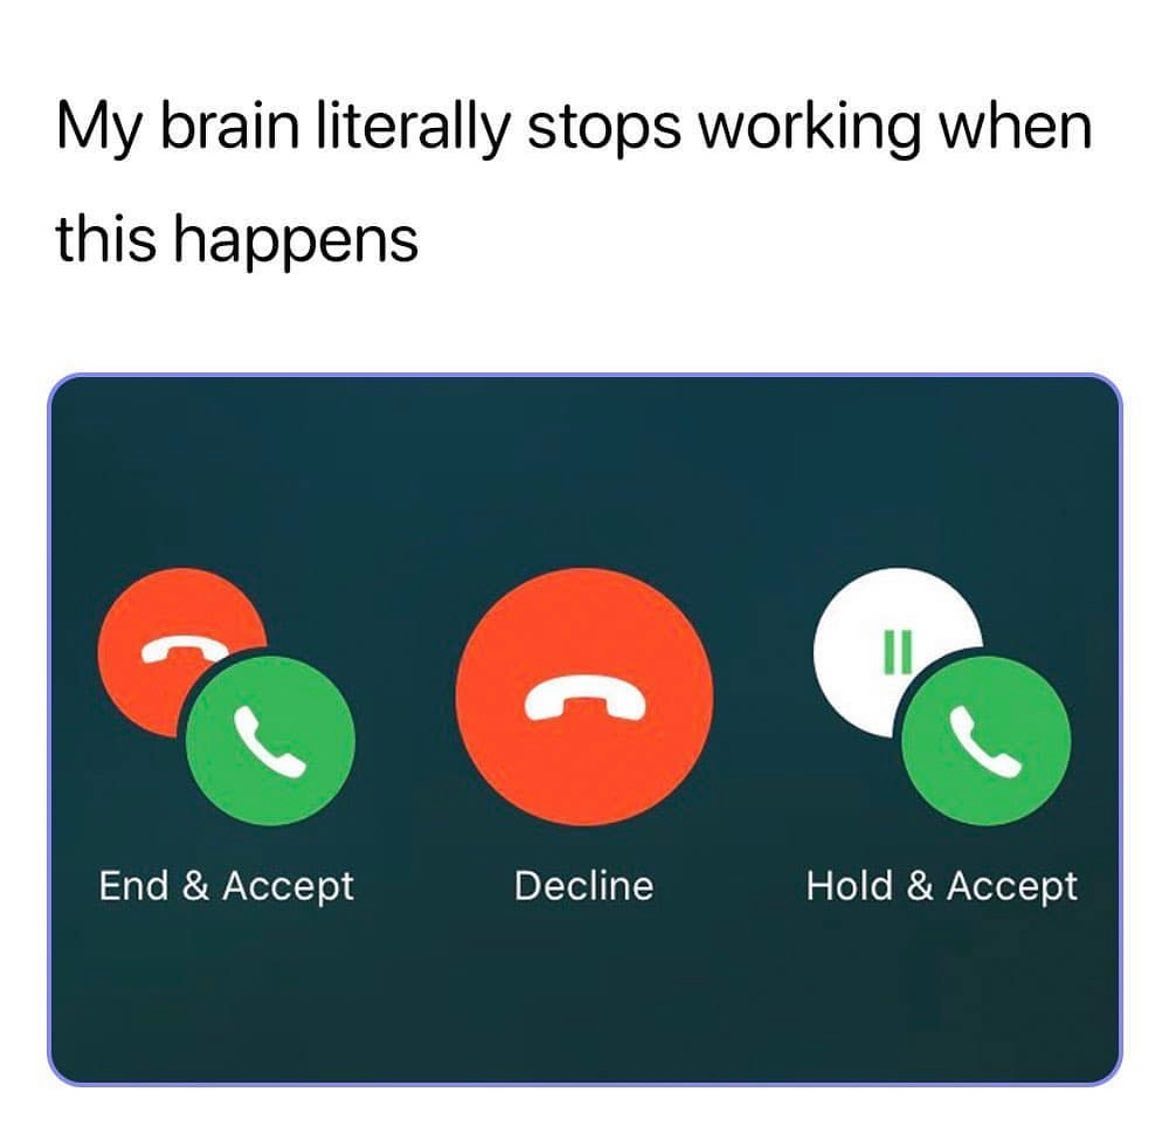 My brain literally stops working when
this happens
End & Accept
Decline
Hold & Accept